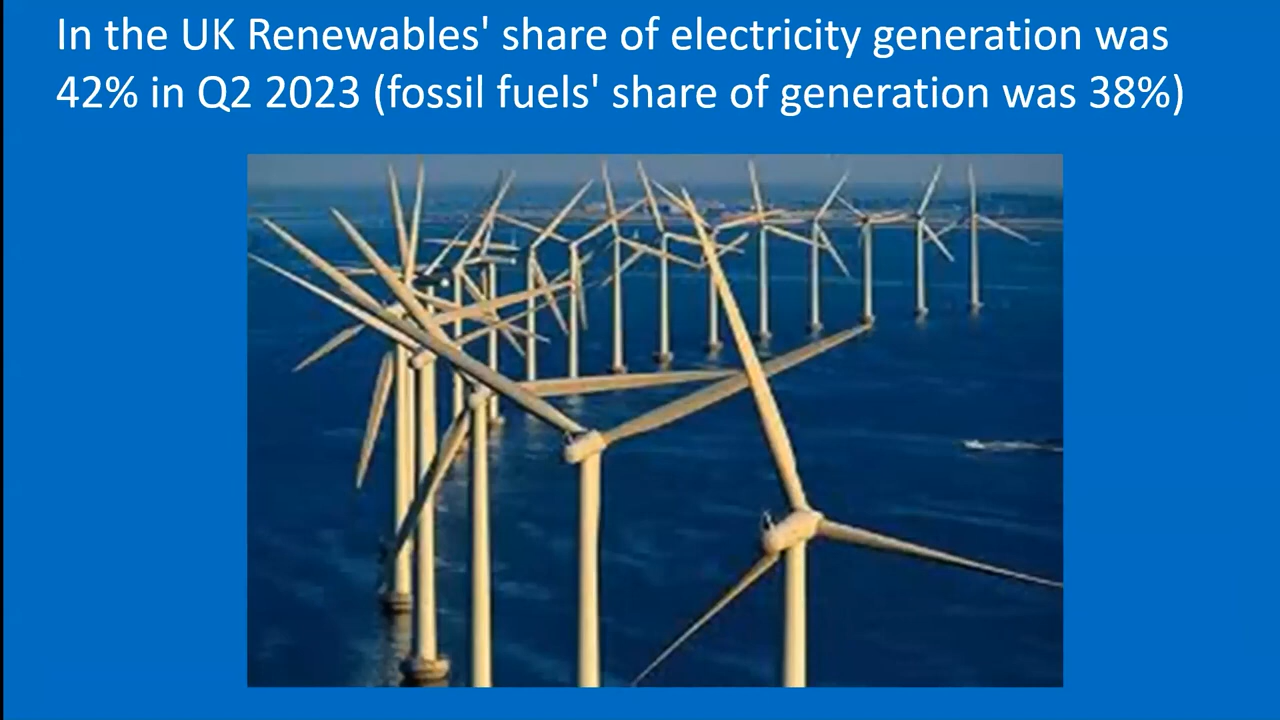 In the UK Renewables' share of electricity generation was
42% in Q2 2023 (fossil fuels' share of generation was 38%)